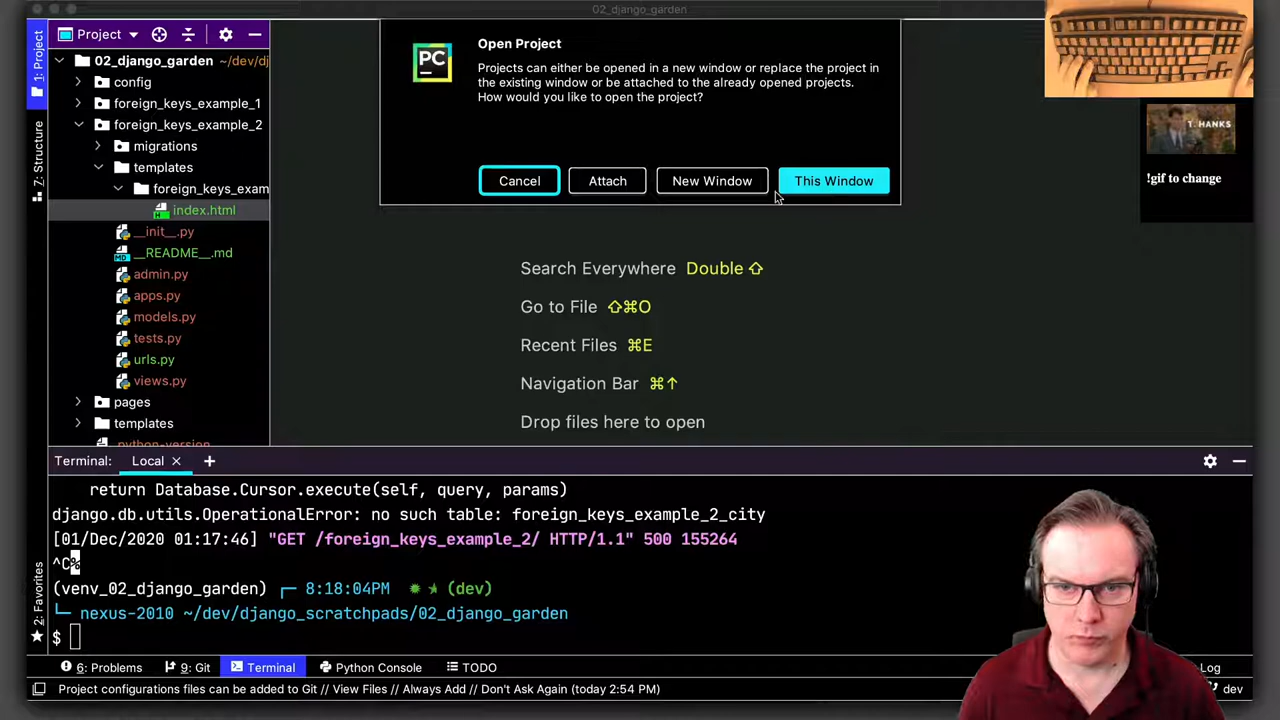 02_django_garden
Project
Open Project
PC
Projects can either be opened in a new window or replace the project in
the existing window or be attached to the already opened projects.
How would you like to open the project?
Cancel
Attach
New Window
This Window
T. HANKS
!gif to change
1: Project
7: Structure
2: Favorites
02_django_garden ~/dev/dj
config
foreign_keys_example_1
foreign_keys_example_2
migrations
templates
foreign_keys_exam
index.html
__init__.py
__README__.md
admin.py
apps.py
models.py
tests.py
urls.py
views.py
pages
templates
.python-version
Search Everywhere Double ⇧
Go to File ⇧⌘O
Recent Files ⌘E
Navigation Bar ⌘↑
Drop files here to open
Terminal: Local × +
return Database.Cursor.execute(self, query, params)
django.db.utils.OperationalError: no such table: foreign_keys_example_2_city
[01/Dec/2020 01:17:46] "GET /foreign_keys_example_2/ HTTP/1.1" 500 155264
^C%
(venv_02_django_garden) ┌─ 8:18:04PM ✹ ★ (dev)
└─ nexus-2010 ~/dev/django_scratchpads/02_django_garden
$
6: Problems
9: Git
Terminal
Python Console
TODO
Log
Project configurations files can be added to Git // View Files // Always Add // Don't Ask Again (today 2:54 PM)
dev